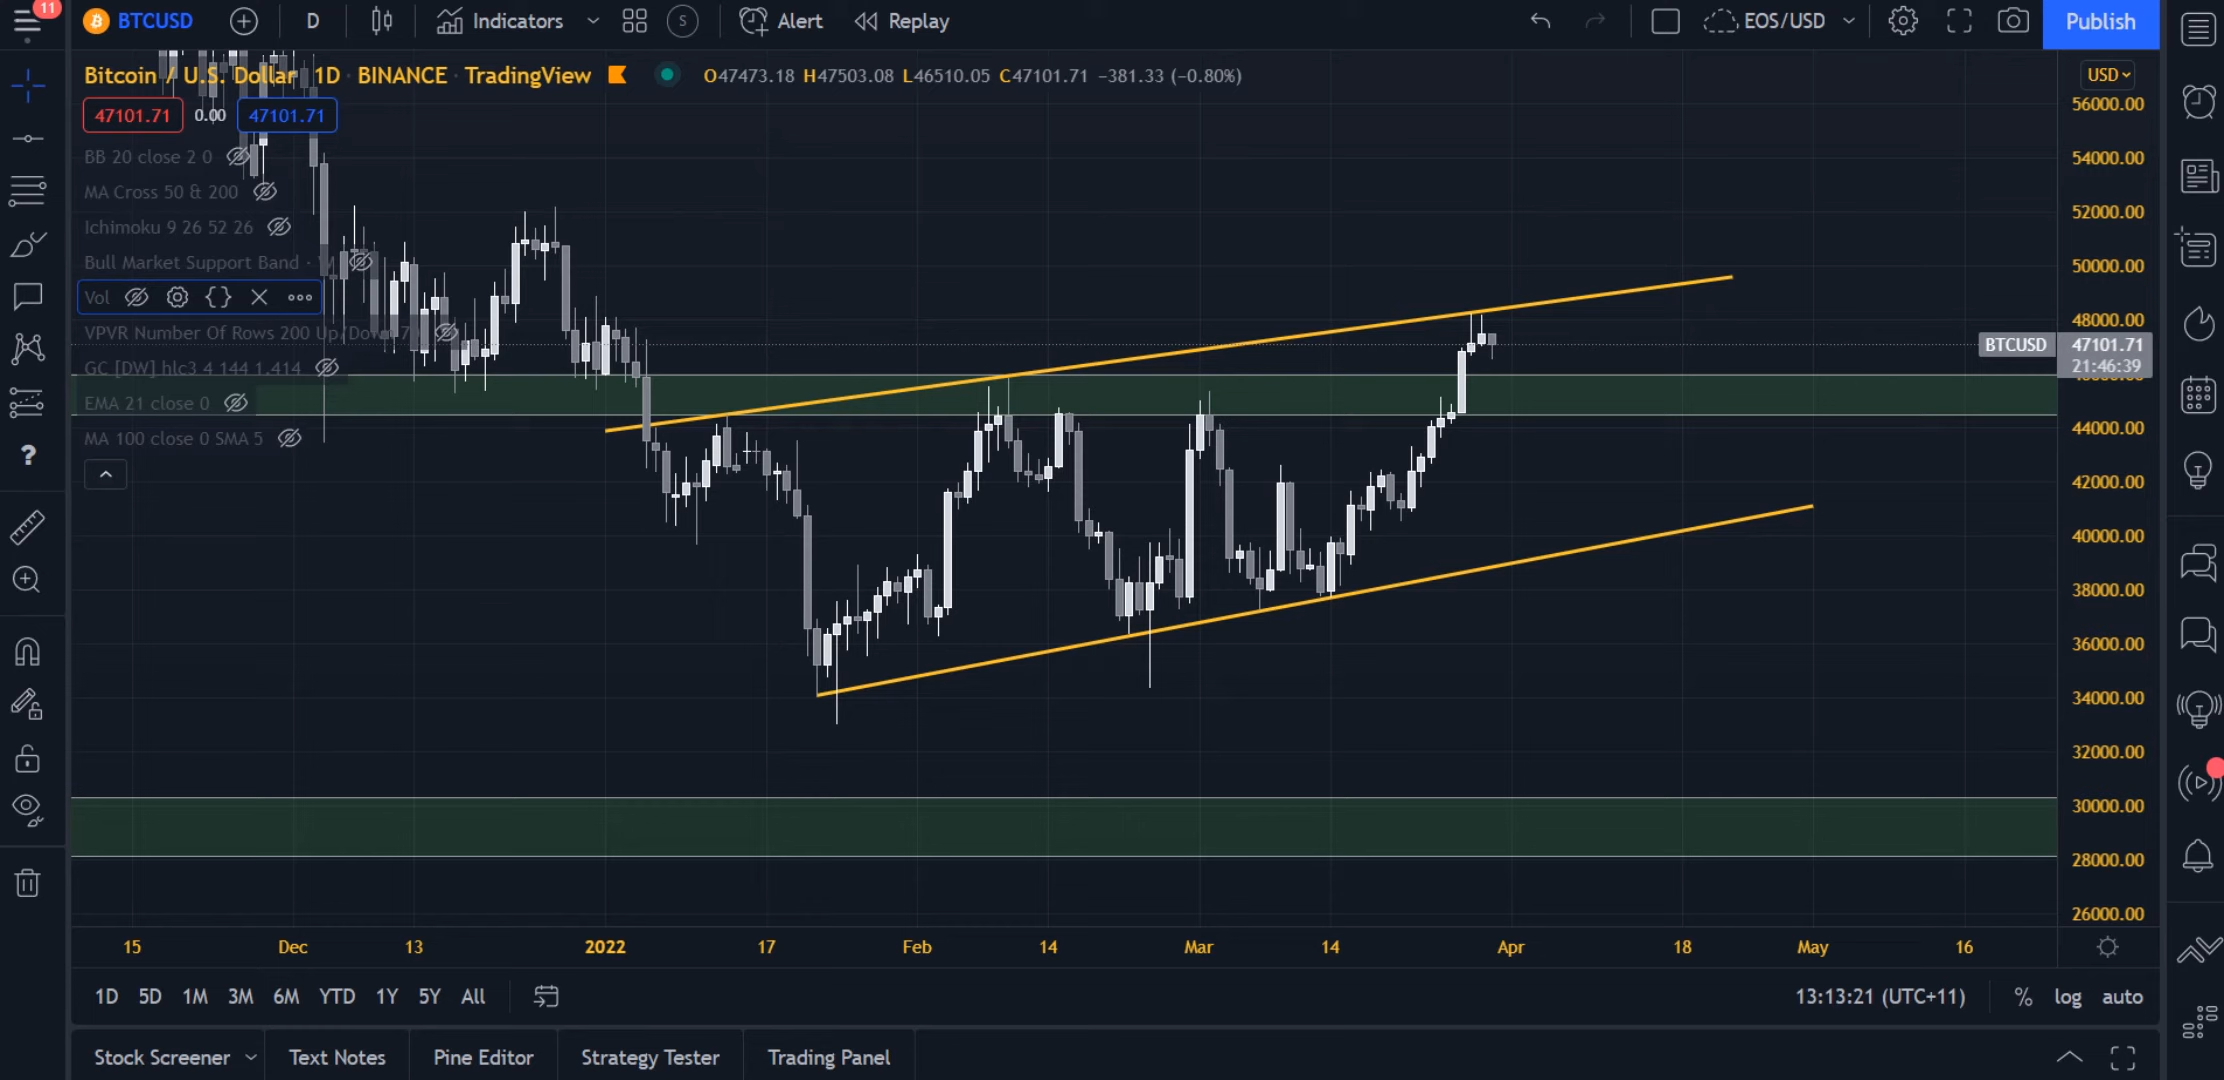 11
BTCUSD D Indicators S Alert Replay EOS/USD Publish
Bitcoin / U.S. Dollar 1D BINANCE · TradingView O47473.18 H47503.08 L46510.05 C47101.71 −381.33 (−0.80%)
USD
47101.71 0.00 47101.71
BB 20 close 2 0
MA Cross 50 & 200
Ichimoku 9 26 52 26
Bull Market Support Band ·
Vol
VPVR Number Of Rows 200 Up/Down
GC [DW] hlc3 4 144 1.414
EMA 21 close 0
MA 100 close 0 SMA 5
56000.00
54000.00
52000.00
50000.00
48000.00
BTCUSD 47101.71
21:46:39
44000.00
42000.00
40000.00
38000.00
36000.00
34000.00
32000.00
30000.00
28000.00
26000.00
15 Dec 13 2022 17 Feb 14 Mar 14 Apr 18 May 16
1D 5D 1M 3M 6M YTD 1Y 5Y All 13:13:21 (UTC+11) % log auto
Stock Screener Text Notes Pine Editor Strategy Tester Trading Panel